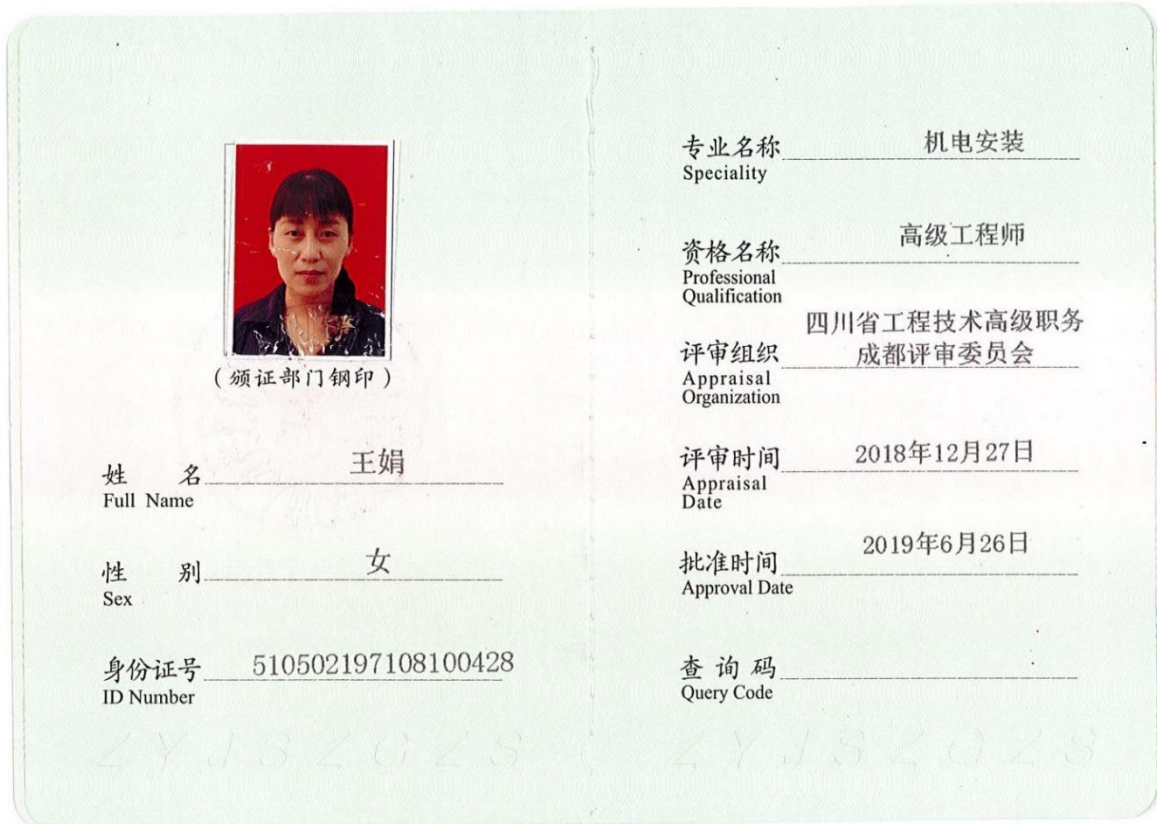 (颁证部门钢印)
姓 名 王娟
Full Name
性 别 女
Sex
身份证号 510502197108100428
ID Number
ZYJSZGZS
专业名称 机电安装
Speciality
资格名称 高级工程师
Professional
Qualification
四川省工程技术高级职务
评审组织 成都评审委员会
Appraisal
Organization
评审时间 2018年12月27日
Appraisal
Date
批准时间 2019年6月26日
Approval Date
查询码
Query Code
ZYJSZGZS